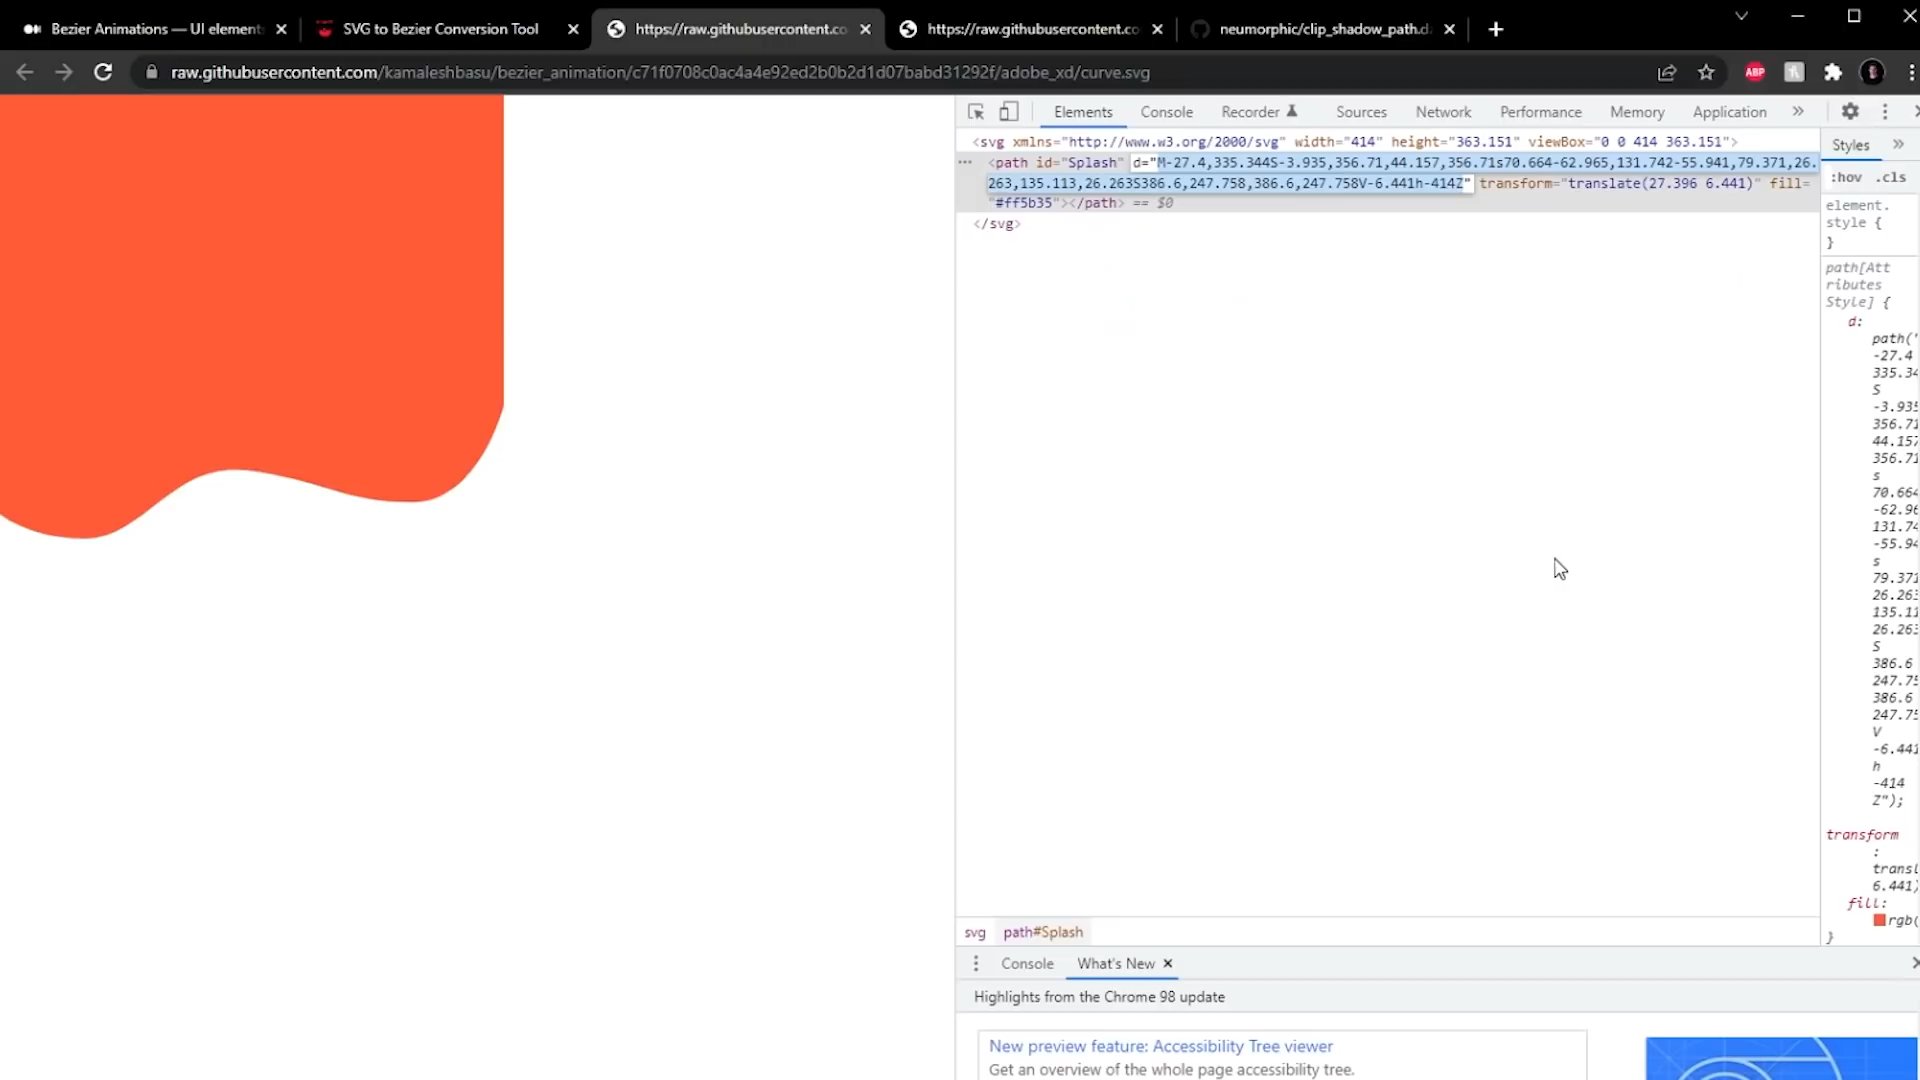 Bezier Animations — UI element
SVG to Bezier Conversion Tool
https://raw.githubusercontent.co
https://raw.githubusercontent.co
neumorphic/clip_shadow_path.d
raw.githubusercontent.com/kamaleshbasu/bezier_animation/c71f0708c0ac4a4e92ed2b0b2d1d07babd31292f/adobe_xd/curve.svg
ABP
Elements
Console
Recorder
Sources
Network
Performance
Memory
Application
<svg xmlns="http://www.w3.org/2000/svg" width="414" height="363.151" viewBox="0 0 414 363.151">
<path id="Splash" d="M-27.4,335.344S-3.935,356.71,44.157,356.71s70.664-62.965,131.742-55.941,79.371,26.
263,135.113,26.263S386.6,247.758,386.6,247.758V-6.441h-414Z" transform="translate(27.396 6.441)" fill=
"#ff5b35"></path> == $0
</svg>
Styles
:hov .cls
element.
style {
}
path[Att
ributes
Style] {
d:
path("
-27.4
335.34
S
-3.935
356.71
44.157
356.71
s
70.664
-62.96
131.74
-55.94
s
79.371
26.263
135.11
26.263
S
386.6
247.75
386.6
247.75
V
-6.441
h
-414
Z");
transform
:
transl
6.441)
fill:
rgb(
}
svg
path#Splash
Console
What's New
Highlights from the Chrome 98 update
New preview feature: Accessibility Tree viewer
Get an overview of the whole page accessibility tree.